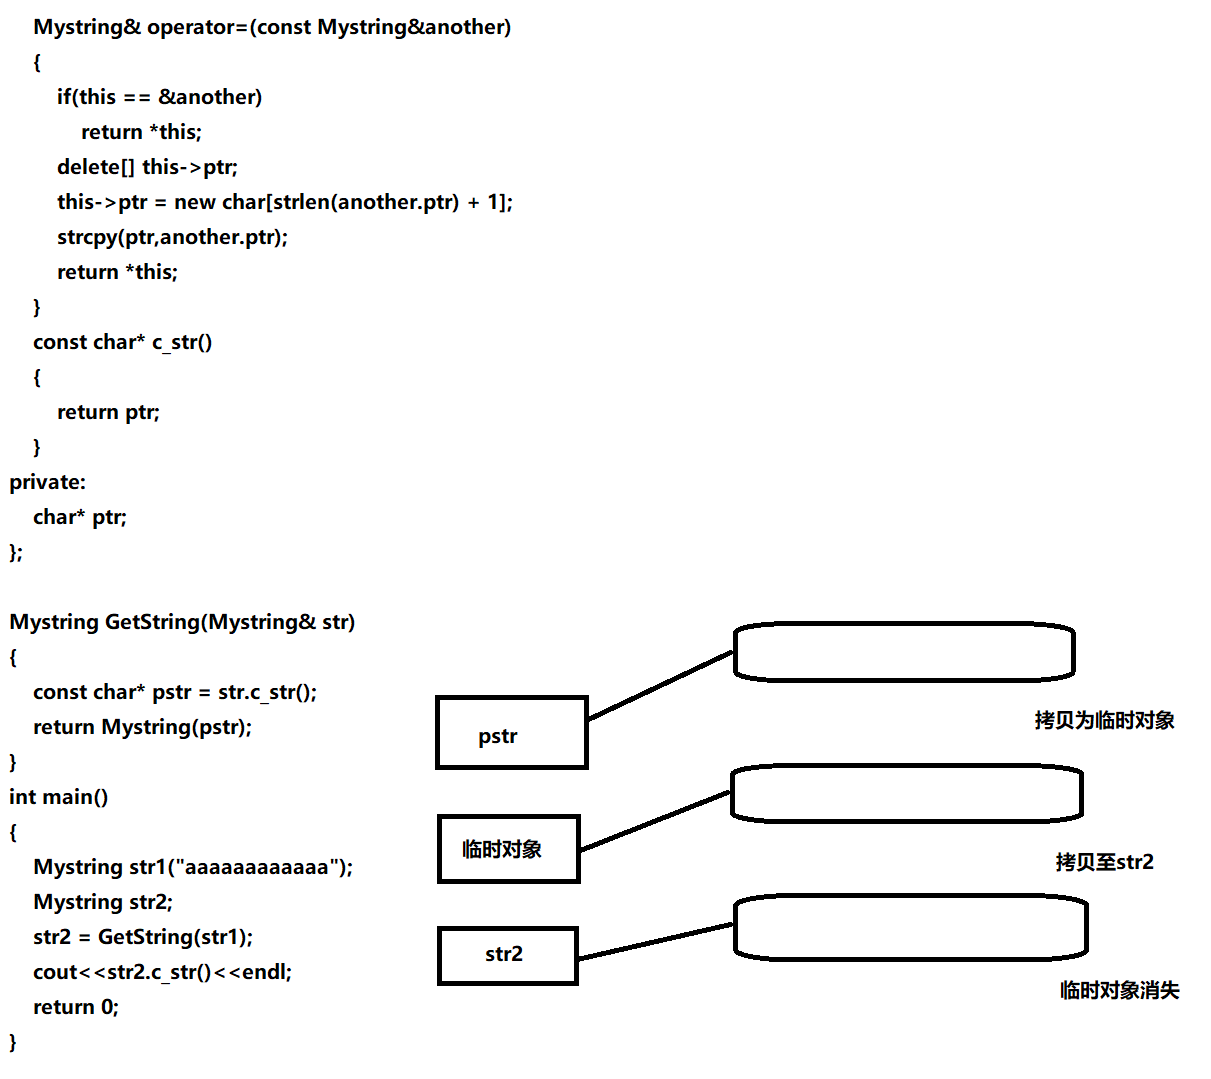 Mystring& operator=(const Mystring&another)
{
if(this == &another)
return *this;
delete[] this->ptr;
this->ptr = new char[strlen(another.ptr) + 1];
strcpy(ptr,another.ptr);
return *this;
}
const char* c_str()
{
return ptr;
}
private:
char* ptr;
};
Mystring GetString(Mystring& str)
{
const char* pstr = str.c_str();
return Mystring(pstr);
}
int main()
{
Mystring str1("aaaaaaaaaaaa");
Mystring str2;
str2 = GetString(str1);
cout<<str2.c_str()<<endl;
return 0;
}
pstr
拷贝为临时对象
临时对象
拷贝至str2
str2
临时对象消失